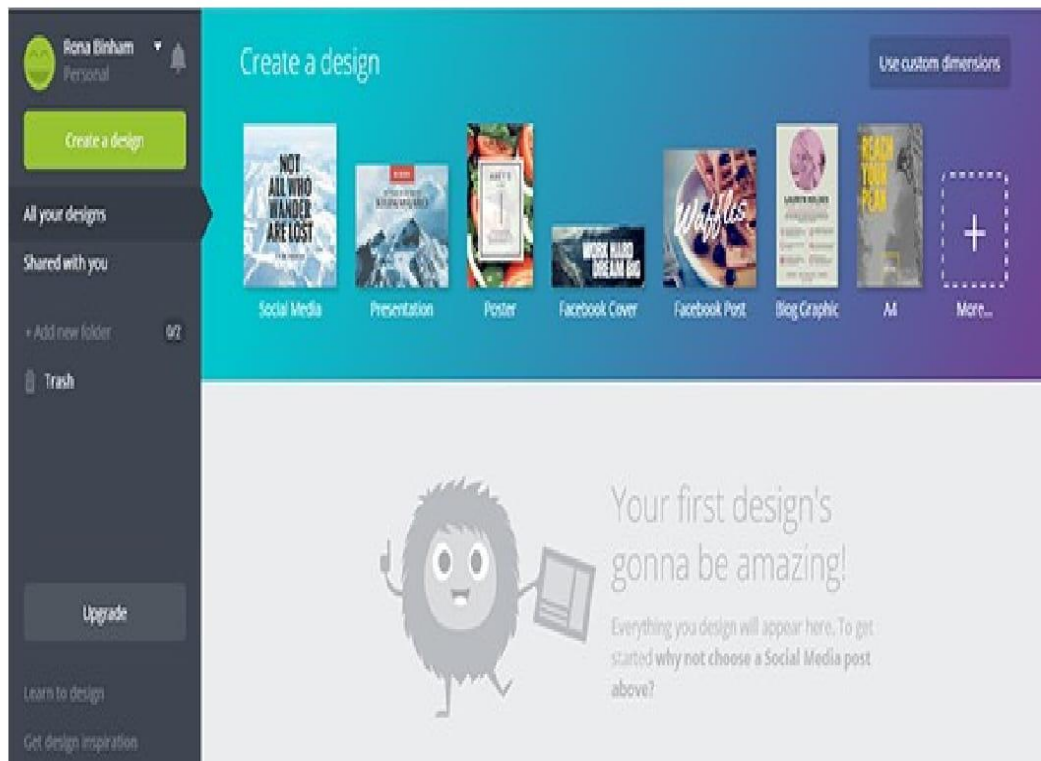 Rona Binham
Personal
Create a design
All your designs
Shared with you
+ Add new folder 0/2
Trash
Upgrade
Learn to design
Get design inspiration
Create a design
Use custom dimensions
NOT
ALL WHO
WANDER
ARE LOST
Social Media
Presentation
Poster
WORK HARD
DREAM BIG
Facebook Cover
Waffles
Facebook Post
Blog Graphic
REACH
YOUR
PEAK
A4
More...
Your first design's
gonna be amazing!
Everything you design will appear here. To get
started why not choose a Social Media post
above?